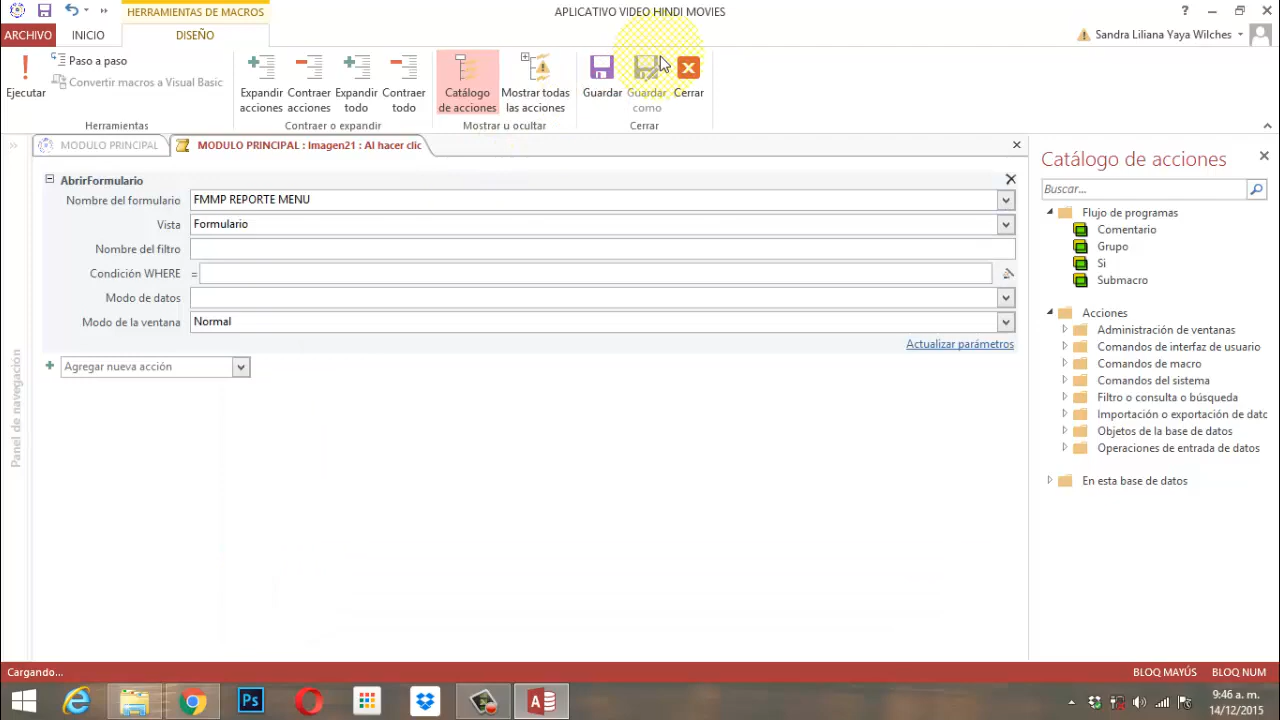 HERRAMIENTAS DE MACROS
APLICATIVO VIDEO HINDI MOVIES
ARCHIVO
INICIO
DISEÑO
Sandra Liliana Yaya Wilches
Ejecutar
Paso a paso
Convertir macros a Visual Basic
Herramientas
Expandir acciones
Contraer acciones
Expandir todo
Contraer todo
Contraer o expandir
Catálogo de acciones
Mostrar todas las acciones
Mostrar u ocultar
Guardar
Guardar como
Cerrar
Cerrar
MODULO PRINCIPAL
MODULO PRINCIPAL : Imagen21 : Al hacer clic
Panel de navegación
AbrirFormulario
Nombre del formulario FMMP REPORTE MENU
Vista Formulario
Nombre del filtro
Condición WHERE =
Modo de datos
Modo de la ventana Normal
Actualizar parámetros
Agregar nueva acción
Catálogo de acciones
Buscar...
Flujo de programas
Comentario
Grupo
Si
Submacro
Acciones
Administración de ventanas
Comandos de interfaz de usuario
Comandos de macro
Comandos del sistema
Filtro o consulta o búsqueda
Importación o exportación de datc
Objetos de la base de datos
Operaciones de entrada de datos
En esta base de datos
Cargando...
BLOQ MAYÚS
BLOQ NUM
Ps
9:46 a. m.
14/12/2015